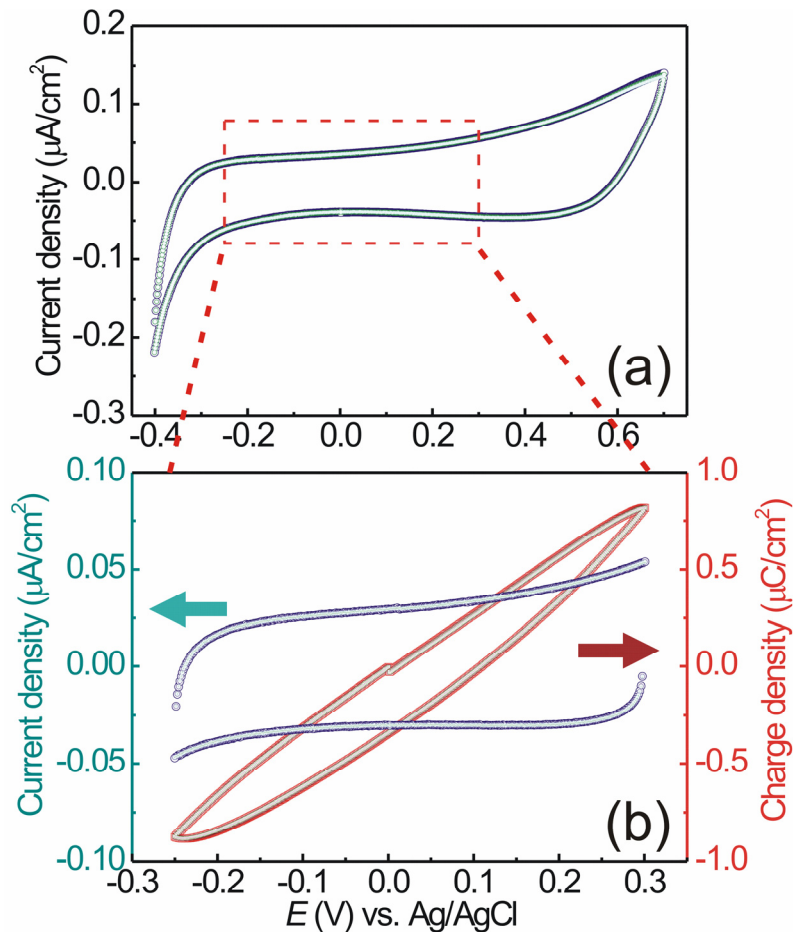 0.2
0.1
0.0
-0.1
-0.2
-0.3
Current density (μA/cm²)
(a)
-0.4 -0.2 0.0 0.2 0.4 0.6
0.10
0.05
0.00
-0.05
-0.10
Current density (μA/cm²)
1.0
0.5
0.0
-0.5
-1.0
Charge density (μC/cm²)
(b)
-0.3 -0.2 -0.1 0.0 0.1 0.2 0.3
E (V) vs. Ag/AgCl